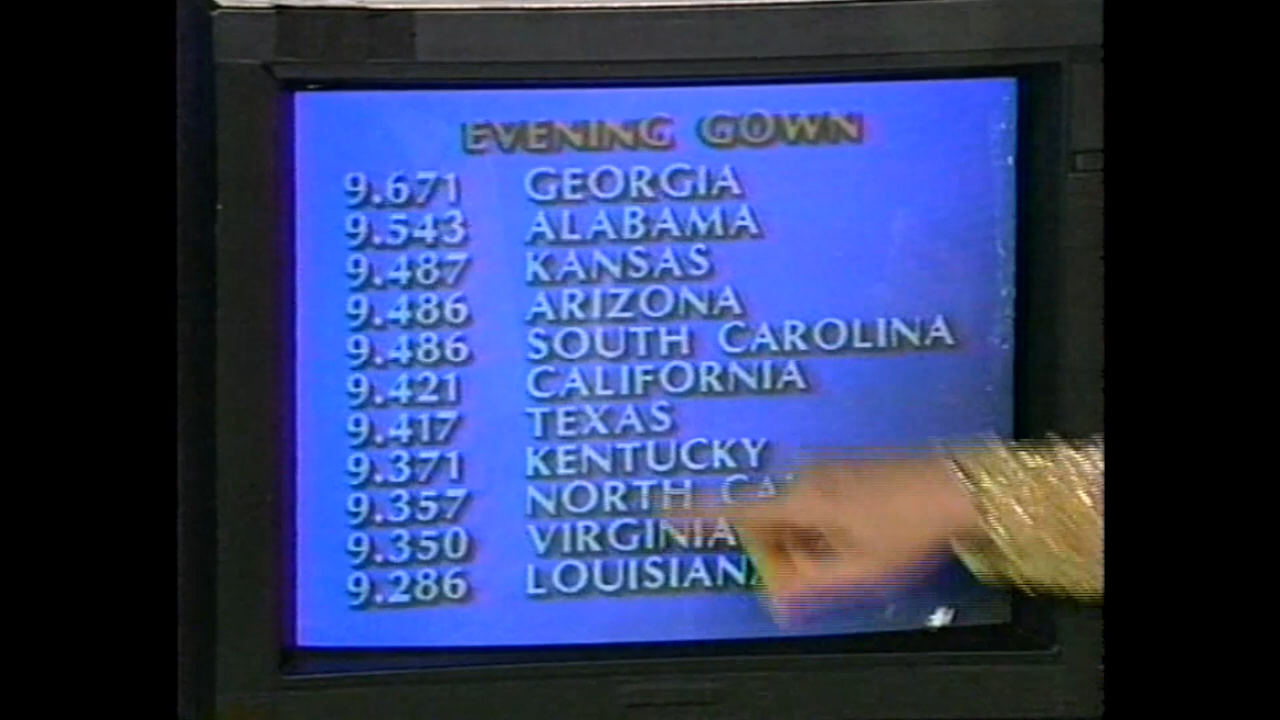 EVENING GOWN
9.671 GEORGIA
9.543 ALABAMA
9.487 KANSAS
9.486 ARIZONA
9.486 SOUTH CAROLINA
9.421 CALIFORNIA
9.417 TEXAS
9.371 KENTUCKY
9.357 NORTH CA
9.350 VIRGINIA
9.286 LOUISIANA